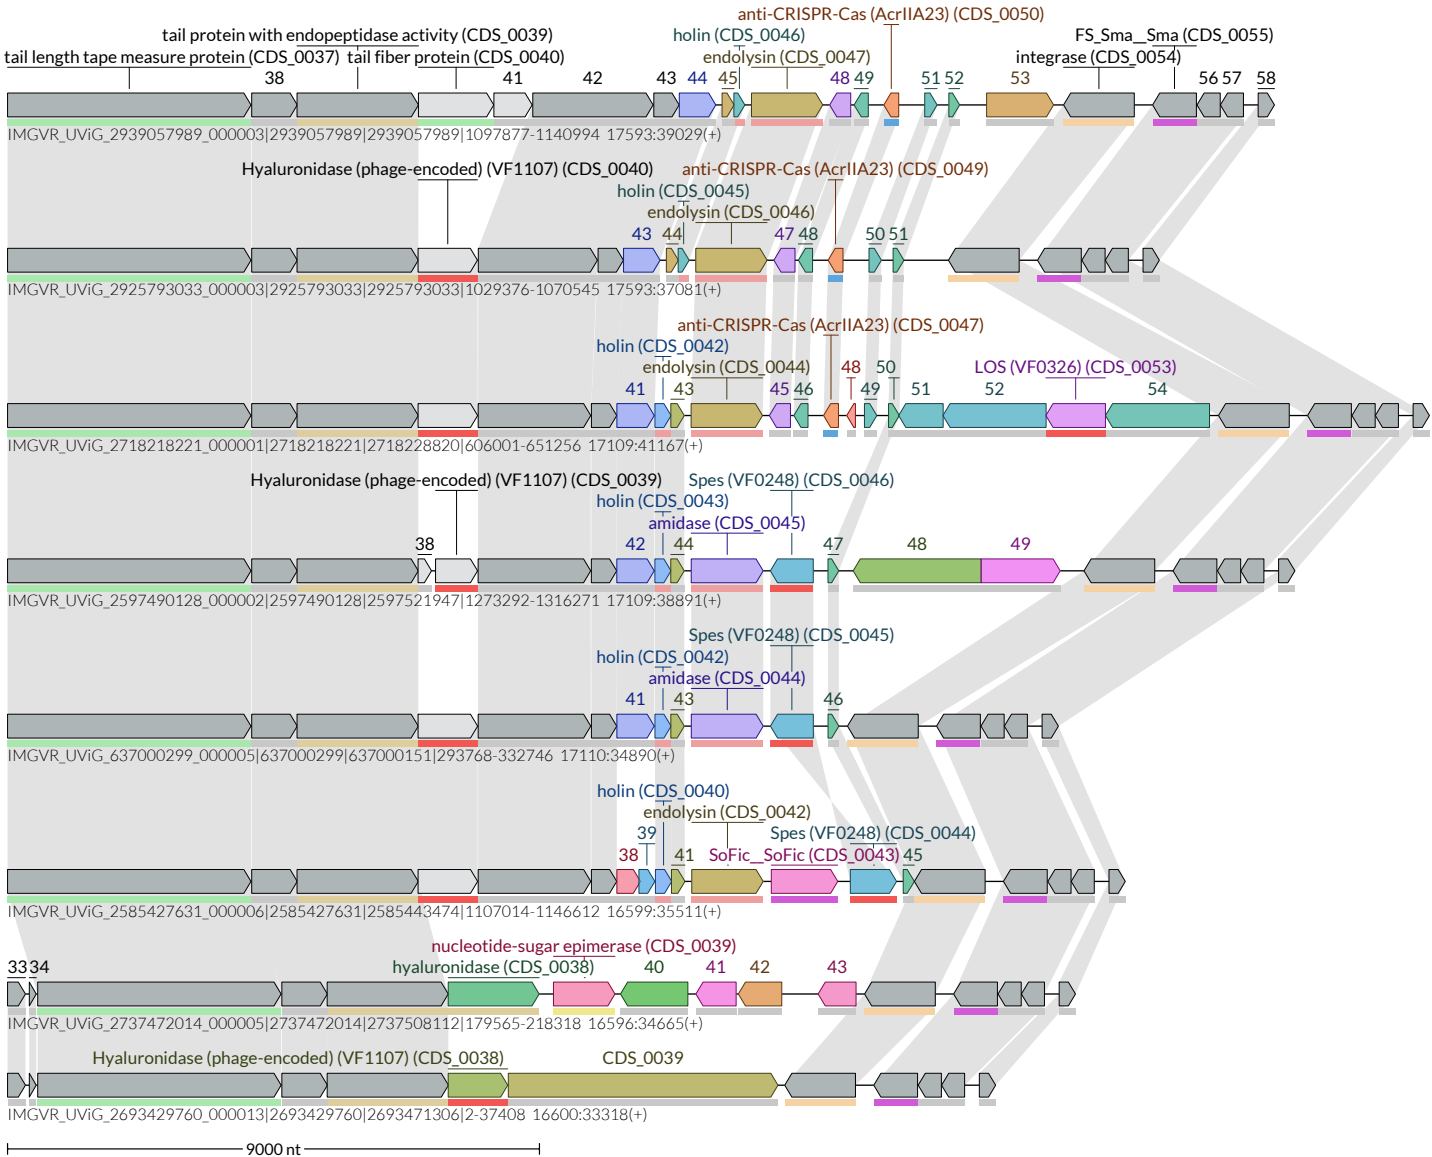 anti-CRISPR-Cas (AcrIIA23) (CDS_0050)
tail protein with endopeptidase activity (CDS_0039) holin (CDS_0046) FS_Sma__Sma (CDS_0055)
tail length tape measure protein (CDS_0037) tail fiber protein (CDS_0040) endolysin (CDS_0047) integrase (CDS_0054)
38 41 42 43 44 45 48 49 51 52 53 56 57 58
IMGVR_UViG_2939057989_000003|2939057989|2939057989|1097877-1140994 17593:39029(+)
Hyaluronidase (phage-encoded) (VF1107) (CDS_0040) anti-CRISPR-Cas (AcrIIA23) (CDS_0049)
holin (CDS_0045)
endolysin (CDS_0046)
43 44 47 48 50 51
IMGVR_UViG_2925793033_000003|2925793033|2925793033|1029376-1070545 17593:37081(+)
anti-CRISPR-Cas (AcrIIA23) (CDS_0047)
holin (CDS_0042)
endolysin (CDS_0044) 48 50 LOS (VF0326) (CDS_0053)
41 43 45 46 49 51 52 54
IMGVR_UViG_2718218221_000001|2718218221|2718228820|606001-651256 17109:41167(+)
Hyaluronidase (phage-encoded) (VF1107) (CDS_0039) Spes (VF0248) (CDS_0046)
holin (CDS_0043)
amidase (CDS_0045)
38 42 44 47 48 49
IMGVR_UViG_2597490128_000002|2597490128|2597521947|1273292-1316271 17109:38891(+)
Spes (VF0248) (CDS_0045)
holin (CDS_0042)
amidase (CDS_0044)
41 43 46
IMGVR_UViG_637000299_000005|637000299|637000151|293768-332746 17110:34890(+)
holin (CDS_0040)
endolysin (CDS_0042)
39 Spes (VF0248) (CDS_0044)
38 41 SoFic__SoFic (CDS_0043) 45
IMGVR_UViG_2585427631_000006|2585427631|2585443474|1107014-1146612 16599:35511(+)
nucleotide-sugar epimerase (CDS_0039)
33 34 hyaluronidase (CDS_0038) 40 41 42 43
IMGVR_UViG_2737472014_000005|2737472014|2737508112|179565-218318 16596:34665(+)
Hyaluronidase (phage-encoded) (VF1107) (CDS_0038) CDS_0039
IMGVR_UViG_2693429760_000013|2693429760|2693471306|2-37408 16600:33318(+)
9000 nt